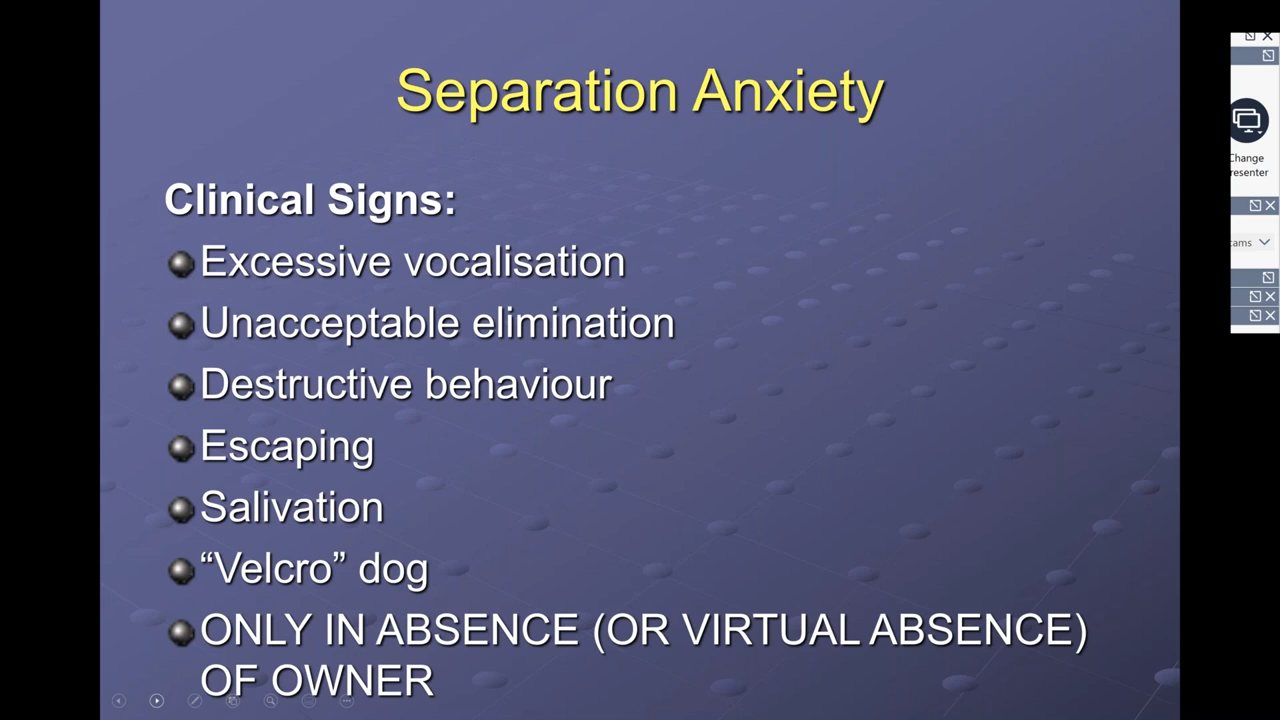 Separation Anxiety
Clinical Signs:
Excessive vocalisation
Unacceptable elimination
Destructive behaviour
Escaping
Salivation
“Velcro” dog
ONLY IN ABSENCE (OR VIRTUAL ABSENCE)
OF OWNER
Change
resenter
ams